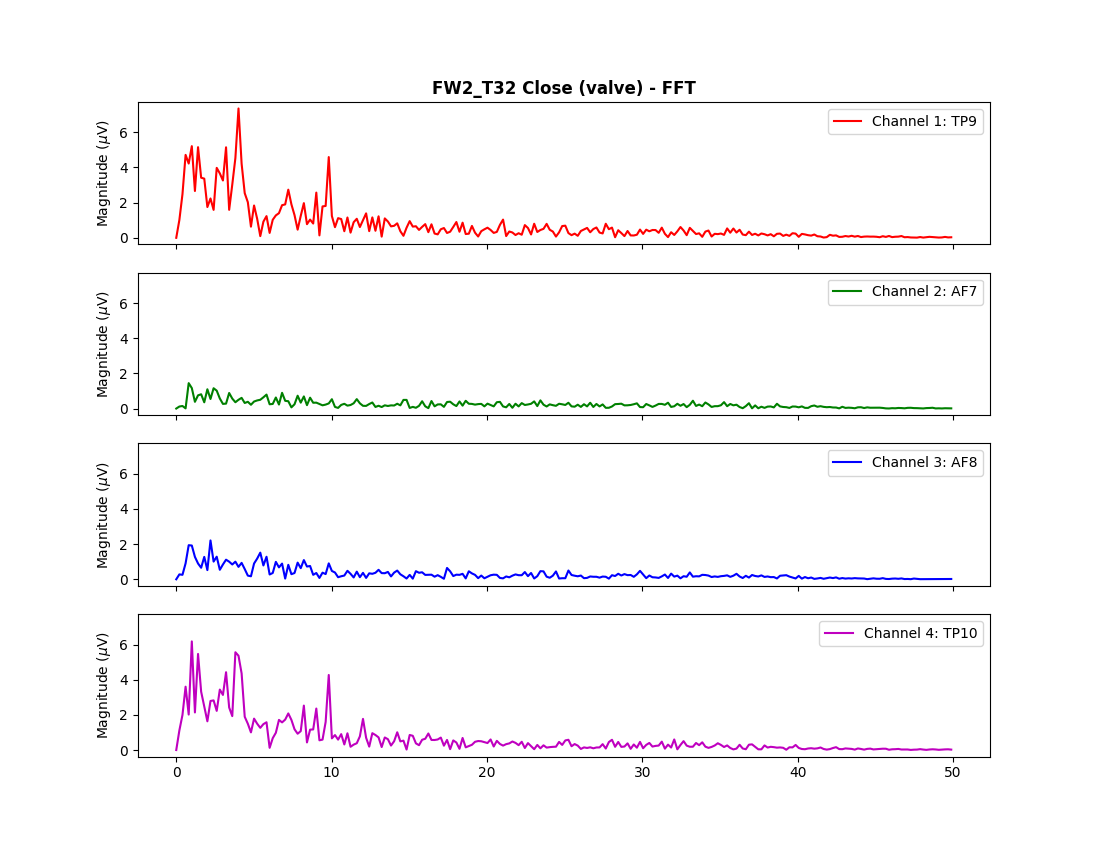 FW2_T32 Close (valve) - FFT
Magnitude (μV)
6
4
2
0
Channel 1: TP9
Magnitude (μV)
6
4
2
0
Channel 2: AF7
Magnitude (μV)
6
4
2
0
Channel 3: AF8
Magnitude (μV)
6
4
2
0
Channel 4: TP10
0 10 20 30 40 50